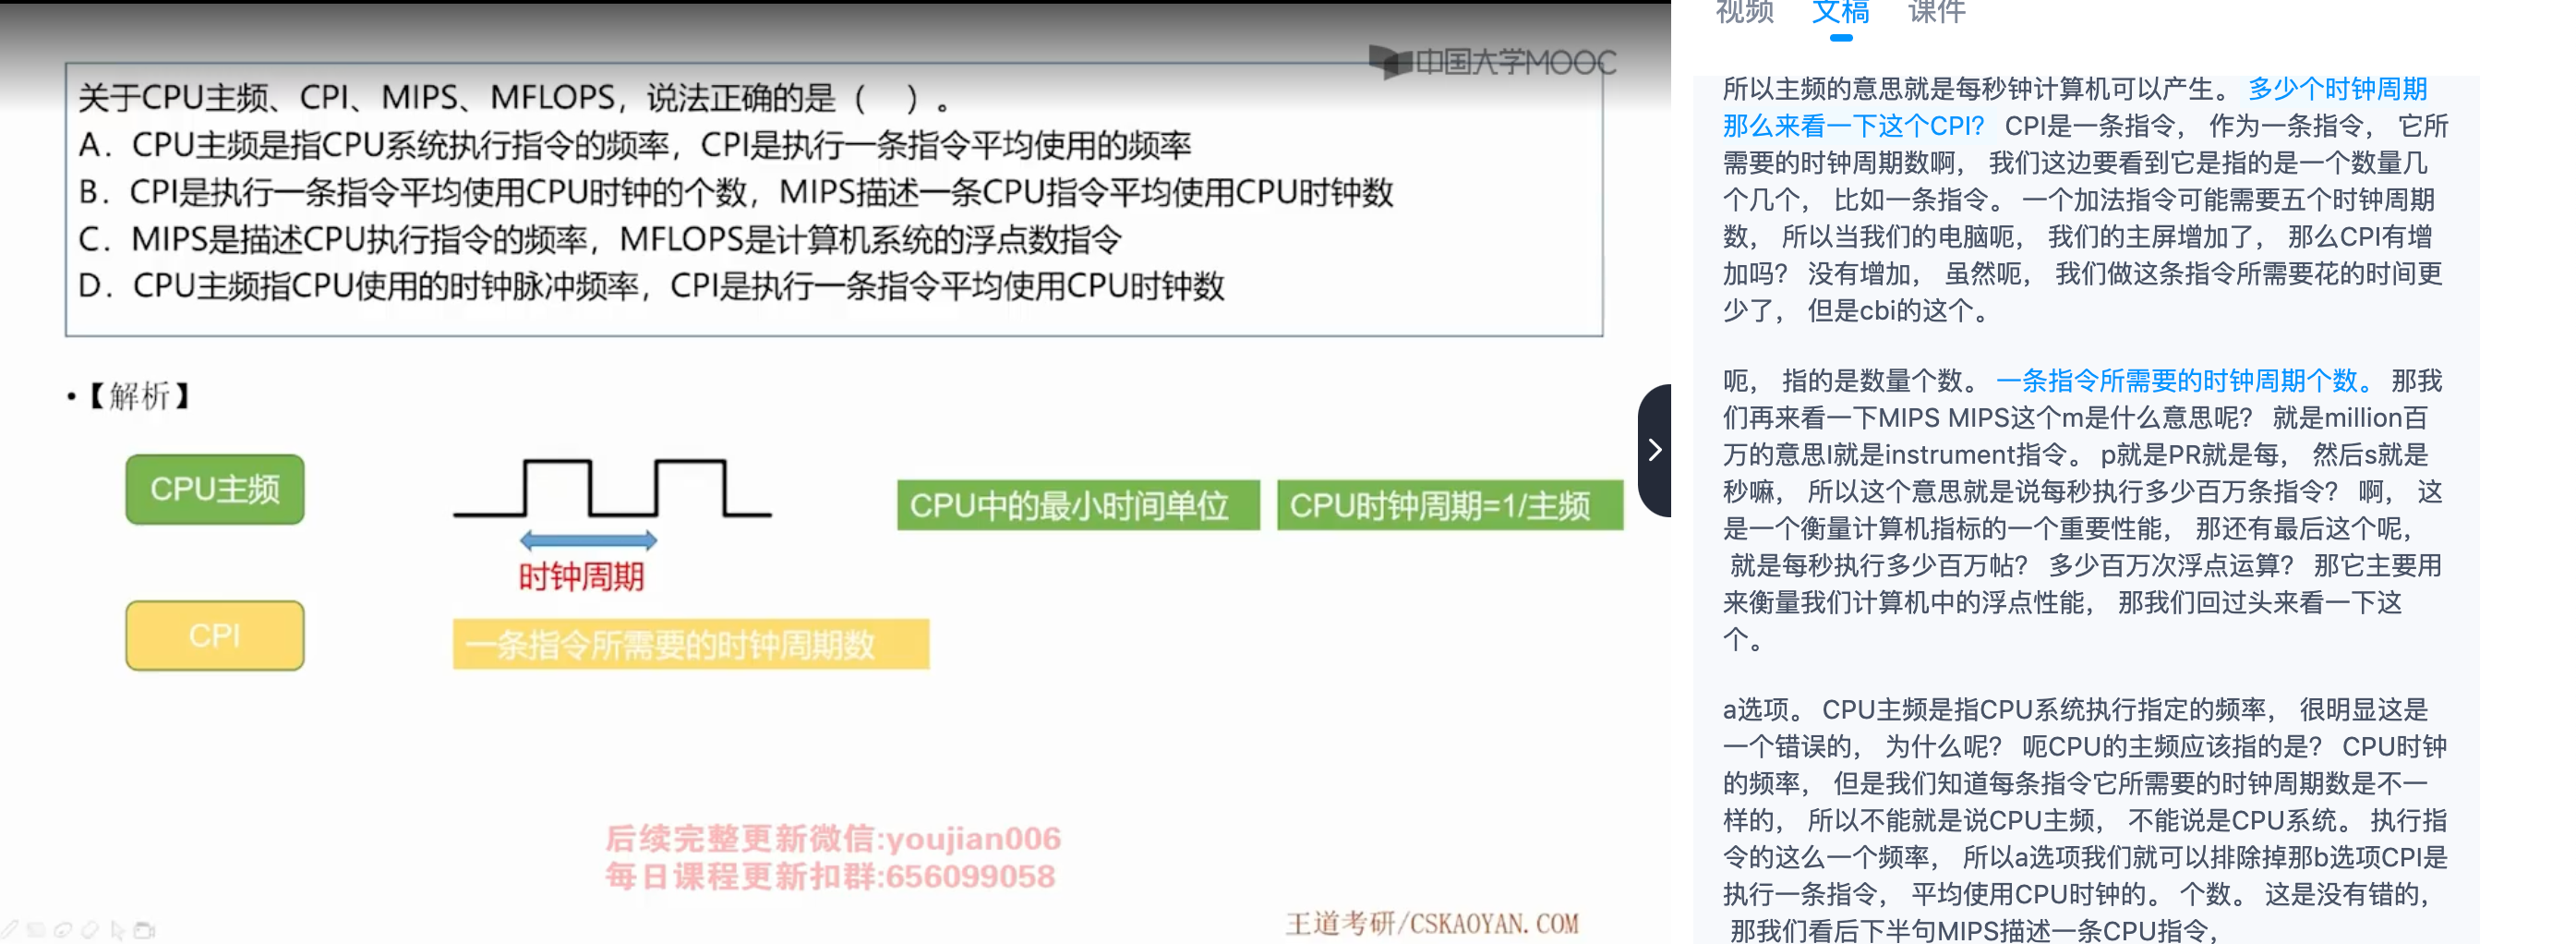 中国大学MOOC
关于CPU主频、CPI、MIPS、MFLOPS，说法正确的是（　）。
A．CPU主频是指CPU系统执行指令的频率，CPI是执行一条指令平均使用的频率
B．CPI是执行一条指令平均使用CPU时钟的个数，MIPS描述一条CPU指令平均使用CPU时钟数
C．MIPS是描述CPU执行指令的频率，MFLOPS是计算机系统的浮点数指令
D．CPU主频指CPU使用的时钟脉冲频率，CPI是执行一条指令平均使用CPU时钟数
•【解析】
CPU主频
时钟周期
CPU中的最小时间单位
CPU时钟周期=1/主频
CPI
一条指令所需要的时钟周期数
后续完整更新微信:youjian006
每日课程更新扣群:656099058
王道考研/CSKAOYAN.COM
视频 文稿 课件
所以主频的意思就是每秒钟计算机可以产生。 多少个时钟周期
那么来看一下这个CPI? CPI是一条指令， 作为一条指令， 它所
需要的时钟周期数啊， 我们这边要看到它是指的是一个数量几
个几个， 比如一条指令。 一个加法指令可能需要五个时钟周期
数， 所以当我们的电脑呃， 我们的主屏增加了， 那么CPI有增
加吗? 没有增加， 虽然呃， 我们做这条指令所需要花的时间更
少了， 但是cbi的这个。
呃， 指的是数量个数。 一条指令所需要的时钟周期个数。 那我
们再来看一下MIPS MIPS这个m是什么意思呢? 就是million百
万的意思I就是instrument指令。 p就是PR就是每， 然后s就是
秒嘛， 所以这个意思就是说每秒执行多少百万条指令? 啊， 这
是一个衡量计算机指标的一个重要性能， 那还有最后这个呢，
就是每秒执行多少百万帖? 多少百万次浮点运算? 那它主要用
来衡量我们计算机中的浮点性能， 那我们回过头来看一下这
个。
a选项。 CPU主频是指CPU系统执行指定的频率， 很明显这是
一个错误的， 为什么呢? 呃CPU的主频应该指的是? CPU时钟
的频率， 但是我们知道每条指令它所需要的时钟周期数是不一
样的， 所以不能就是说CPU主频， 不能说是CPU系统。 执行指
令的这么一个频率， 所以a选项我们就可以排除掉那b选项CPI是
执行一条指令， 平均使用CPU时钟的。 个数。 这是没有错的，
那我们看后下半句MIPS描述一条CPU指令，